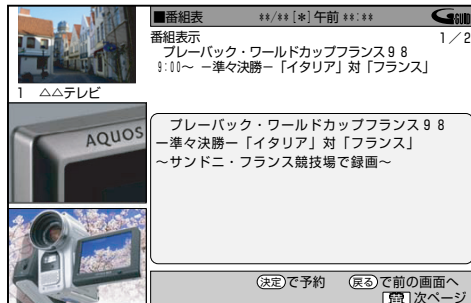 ■番組表 **/**[*]午前**:** GGUIDE
番組表示 1/2
プレーバック・ワールドカップフランス98
9:00~ −準々決勝−「イタリア」対「フランス」
1 △△テレビ
AQUOS
プレーバック・ワールドカップフランス98
−準々決勝−「イタリア」対「フランス」
~サンドニ・フランス競技場で録画~
決定で予約 戻るで前の画面へ
次ページ